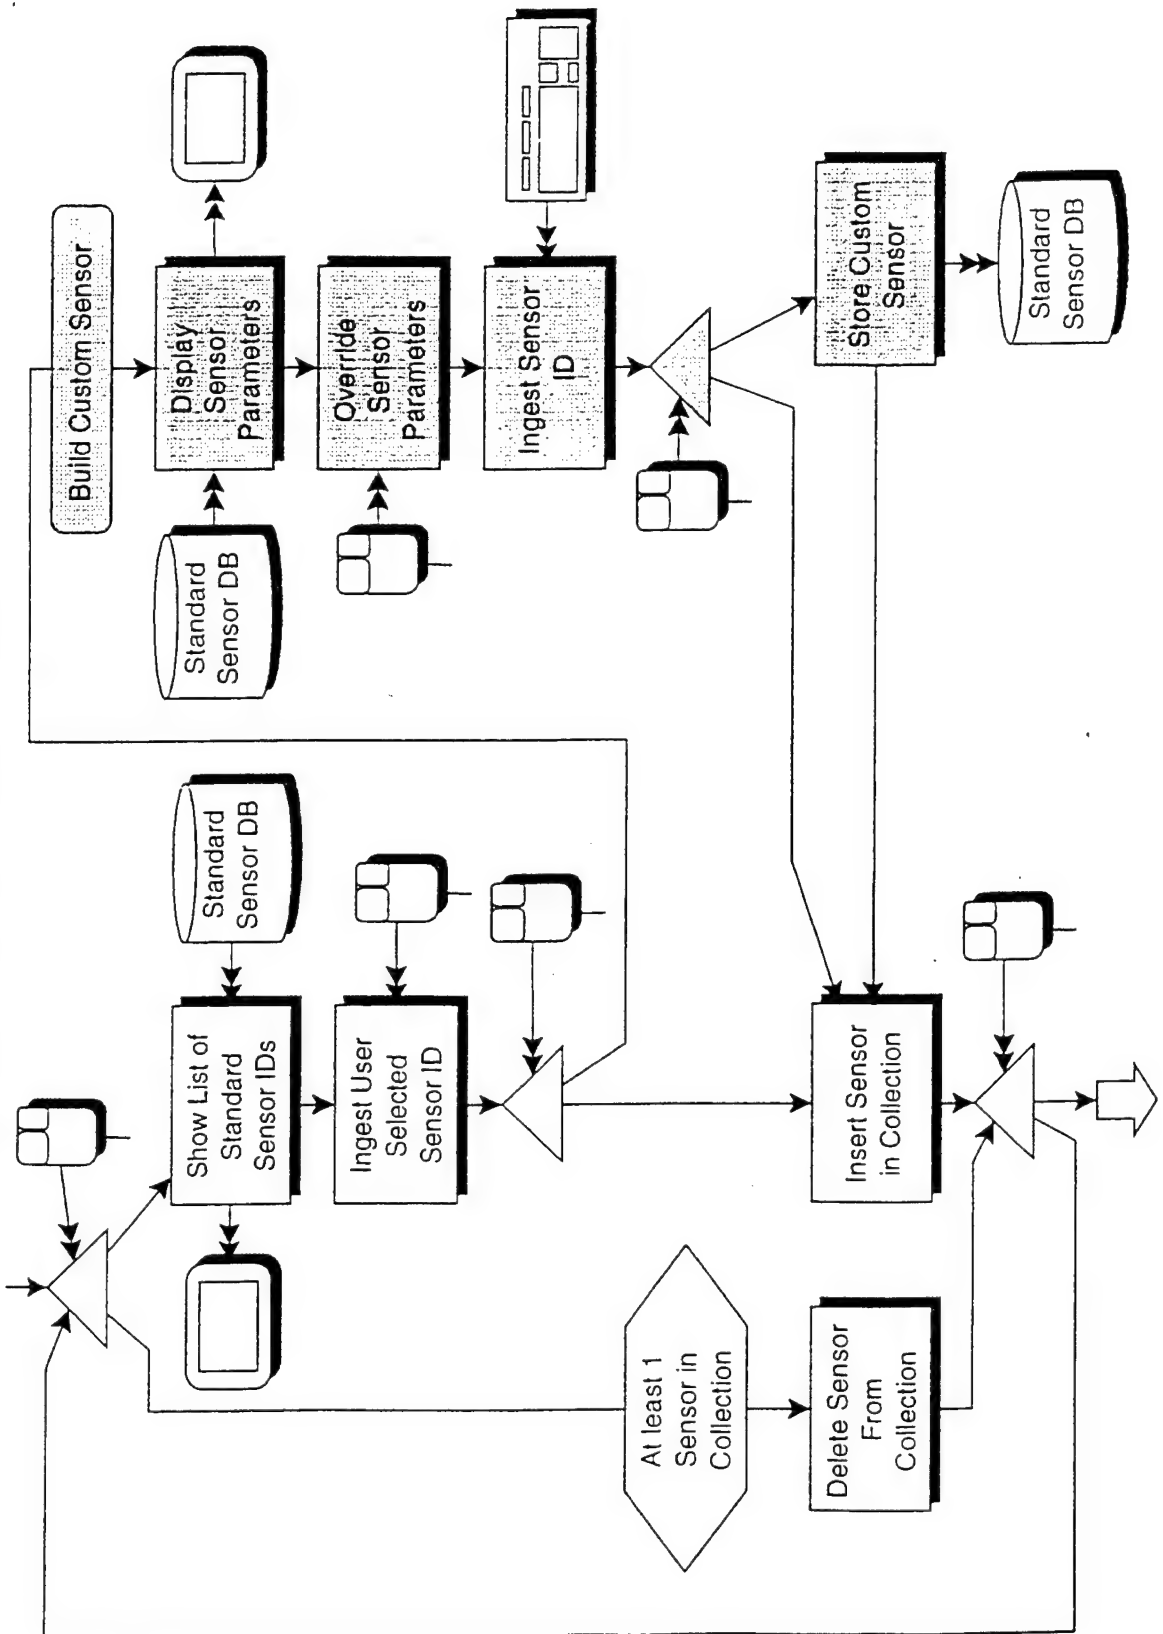 Build Custom Sensor
Display
Sensor
Parameters
Standard
Sensor DB
Override
Sensor
Parameters
Ingest Sensor
ID
Store Custom
Sensor
Standard
Sensor DB
Standard
Sensor DB
Show List of
Standard
Sensor IDs
Ingest User
Selected
Sensor ID
Insert Sensor
in Collection
At least 1
Sensor in
Collection
Delete Sensor
From
Collection